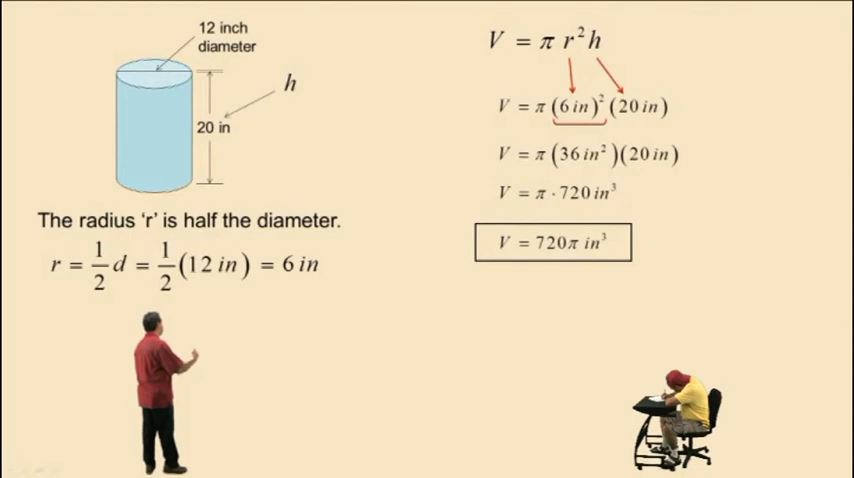 12 inch
diameter
h
20 in
The radius ‘r’ is half the diameter.
r = 1/2 d = 1/2 (12 in) = 6 in
V = π r² h
V = π (6 in)² (20 in)
V = π (36 in²)(20 in)
V = π · 720 in³
V = 720π in³